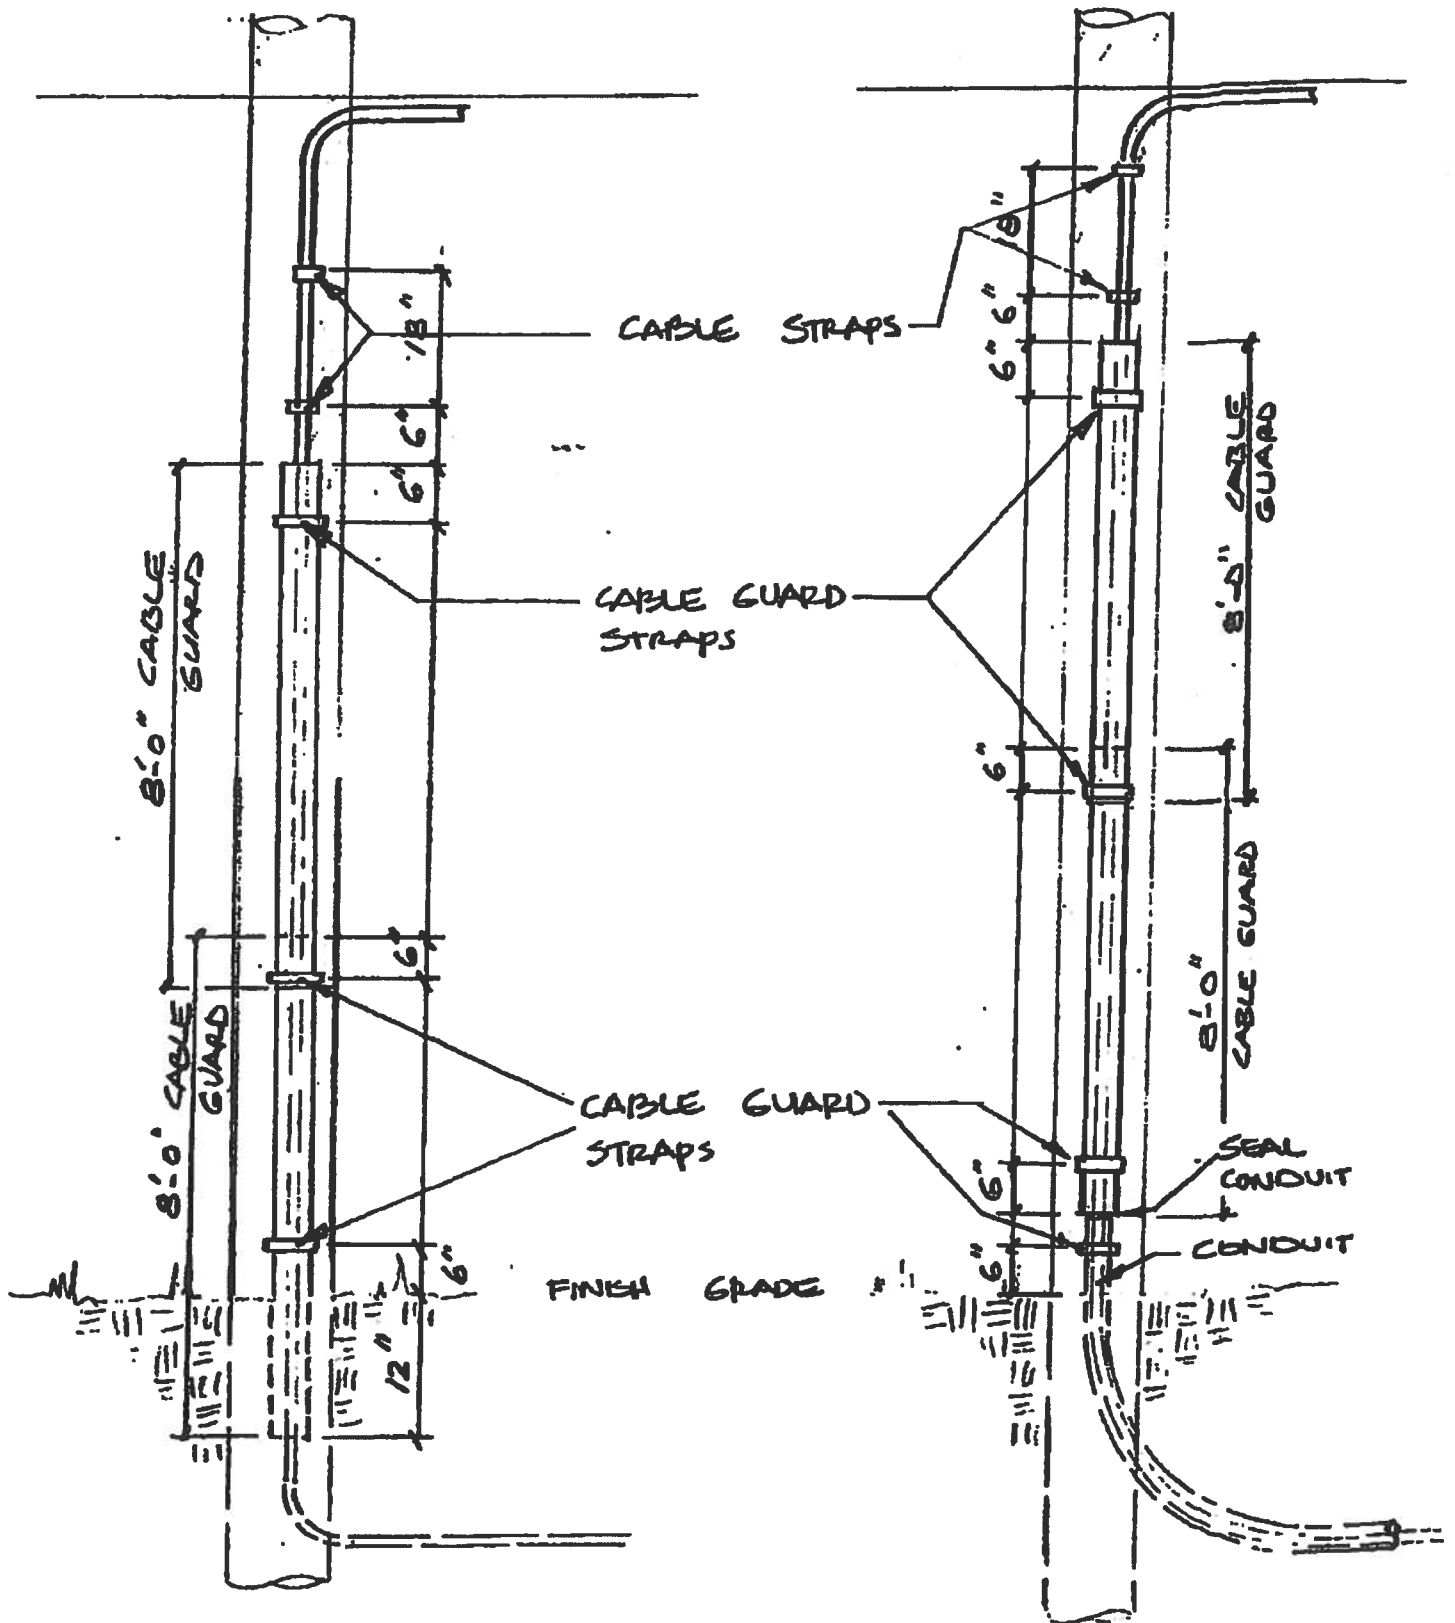 8"
18"
6"
6"
CABLE STRAPS
6"
6"
8'-0" CABLE
GUARD
8'-0" CABLE
GUARD
CABLE GUARD
STRAPS
6"
6"
8'-0" CABLE
GUARD
8'-0"
CABLE GUARD
CABLE GUARD
STRAPS
SEAL
CONDUIT
6"
CONDUIT
6"
6"
FINISH GRADE
12"